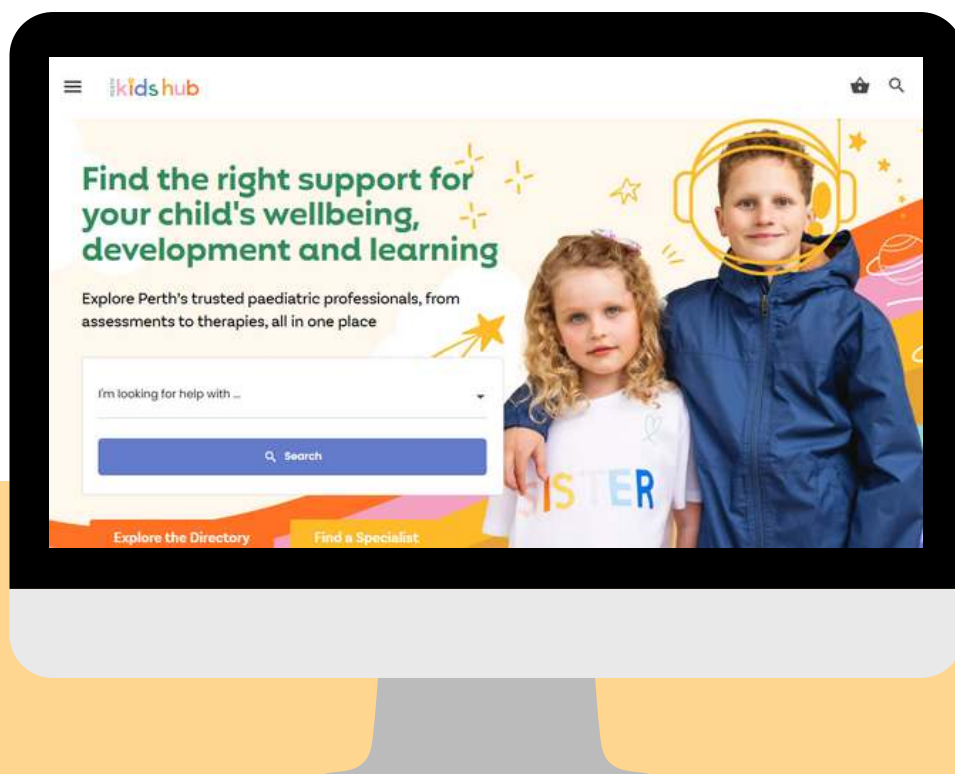 kids hub
Find the right support for
your child's wellbeing,
development and learning
Explore Perth's trusted paediatric professionals, from
assessments to therapies, all in one place
I'm looking for help with ...
Search
SISTER
Explore the Directory
Find a Specialist